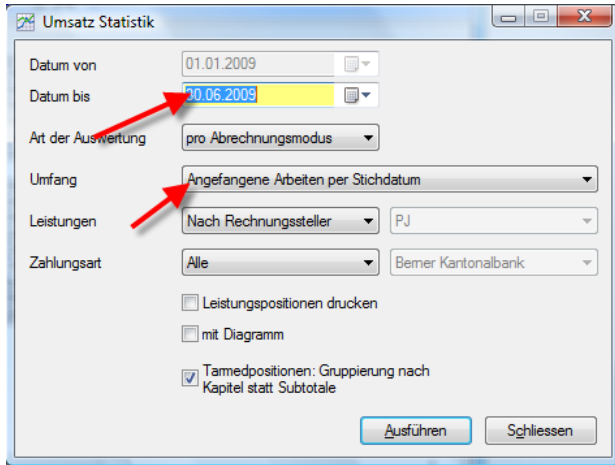 Umsatz Statistik
Datum von 01.01.2009
Datum bis 30.06.2009
Art der Auswertung pro Abrechnungsmodus
Umfang Angefangene Arbeiten per Stichdatum
Leistungen Nach Rechnungssteller PJ
Zahlungsart Alle Berner Kantonalbank
Leistungspositionen drucken
mit Diagramm
Tarmedpositionen: Gruppierung nach
Kapitel statt Subtotale
Ausführen Schliessen